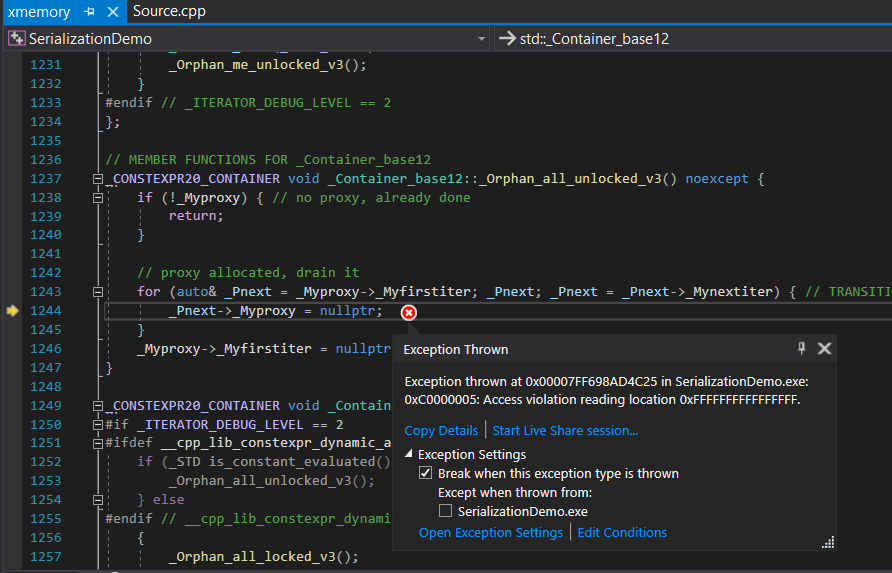 xmemory Source.cpp
SerializationDemo std::_Container_base12
1231 _Orphan_me_unlocked_v3();
1232 }
1233 #endif // _ITERATOR_DEBUG_LEVEL == 2
1234 };
1235
1236 // MEMBER FUNCTIONS FOR _Container_base12
1237 _CONSTEXPR20_CONTAINER void _Container_base12::_Orphan_all_unlocked_v3() noexcept {
1238 if (!_Myproxy) { // no proxy, already done
1239 return;
1240 }
1241
1242 // proxy allocated, drain it
1243 for (auto& _Pnext = _Myproxy->_Myfirstiter; _Pnext; _Pnext = _Pnext->_Mynextiter) { // TRANSITI
1244 _Pnext->_Myproxy = nullptr;
1245 }
1246 _Myproxy->_Myfirstiter = nullptr
1247 }
1248
1249 _CONSTEXPR20_CONTAINER void _Contain
1250 #if _ITERATOR_DEBUG_LEVEL == 2
1251 #ifdef __cpp_lib_constexpr_dynamic_a
1252 if (_STD is_constant_evaluated()
1253 _Orphan_all_unlocked_v3();
1254 } else
1255 #endif // __cpp_lib_constexpr_dynami
1256 {
1257 _Orphan_all_locked_v3();
Exception Thrown
Exception thrown at 0x00007FF698AD4C25 in SerializationDemo.exe:
0xC0000005: Access violation reading location 0xFFFFFFFFFFFFFFFF.
Copy Details | Start Live Share session...
Exception Settings
Break when this exception type is thrown
Except when thrown from:
SerializationDemo.exe
Open Exception Settings | Edit Conditions